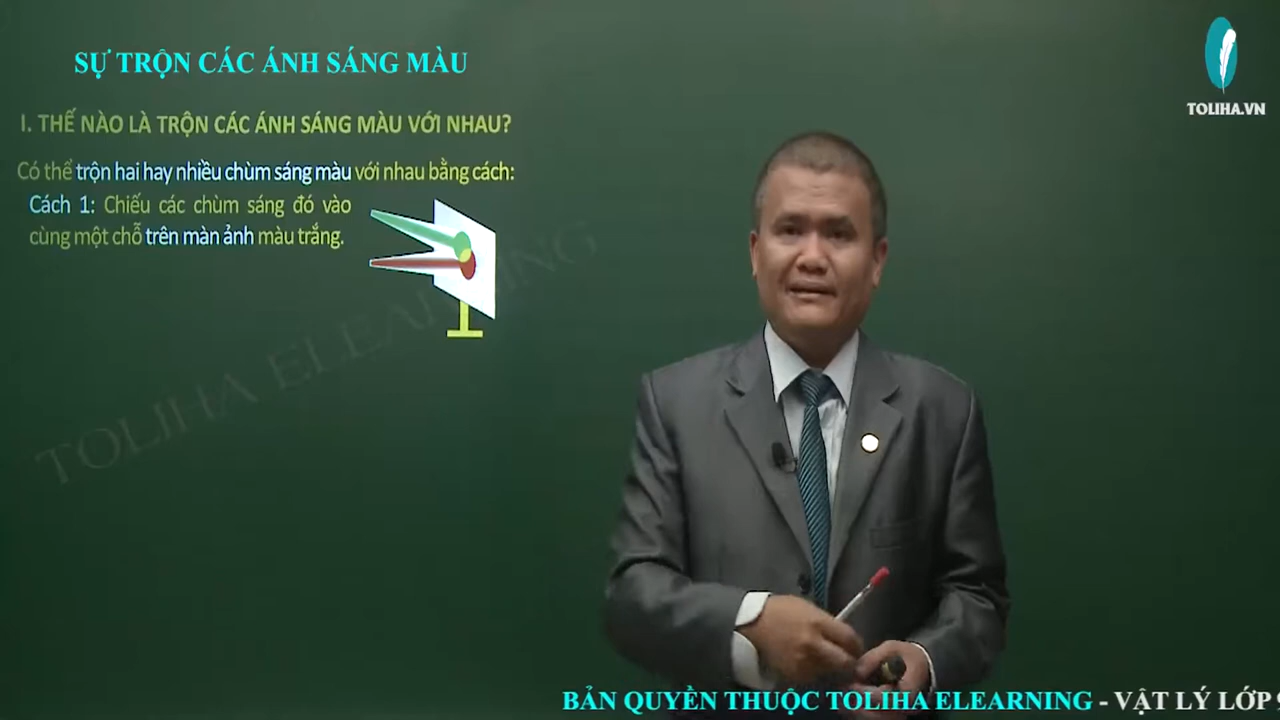 SỰ TRỘN CÁC ÁNH SÁNG MÀU
TOLIHA.VN
I. THẾ NÀO LÀ TRỘN CÁC ÁNH SÁNG MÀU VỚI NHAU?
Có thể trộn hai hay nhiều chùm sáng màu với nhau bằng cách:
Cách 1: Chiếu các chùm sáng đó vào
cùng một chỗ trên màn ảnh màu trắng.
TOLIHA ELEARNING
BẢN QUYỀN THUỘC TOLIHA ELEARNING - VẬT LÝ LỚP